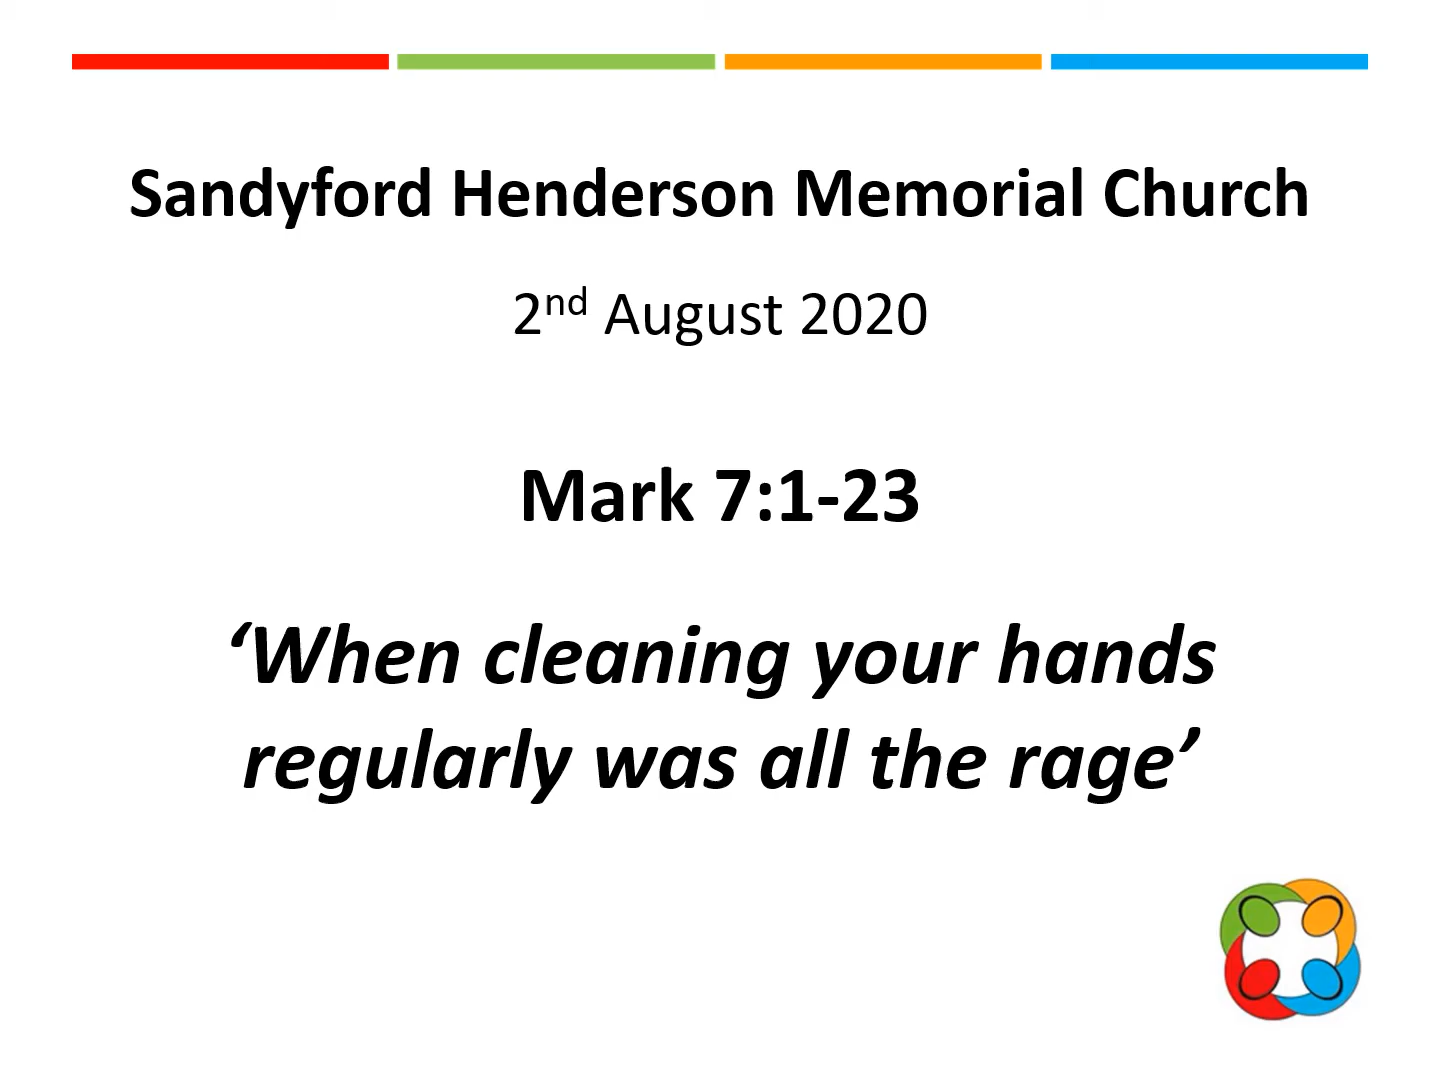 Sandyford Henderson Memorial Church
2nd August 2020
Mark 7:1-23
‘When cleaning your hands
regularly was all the rage’